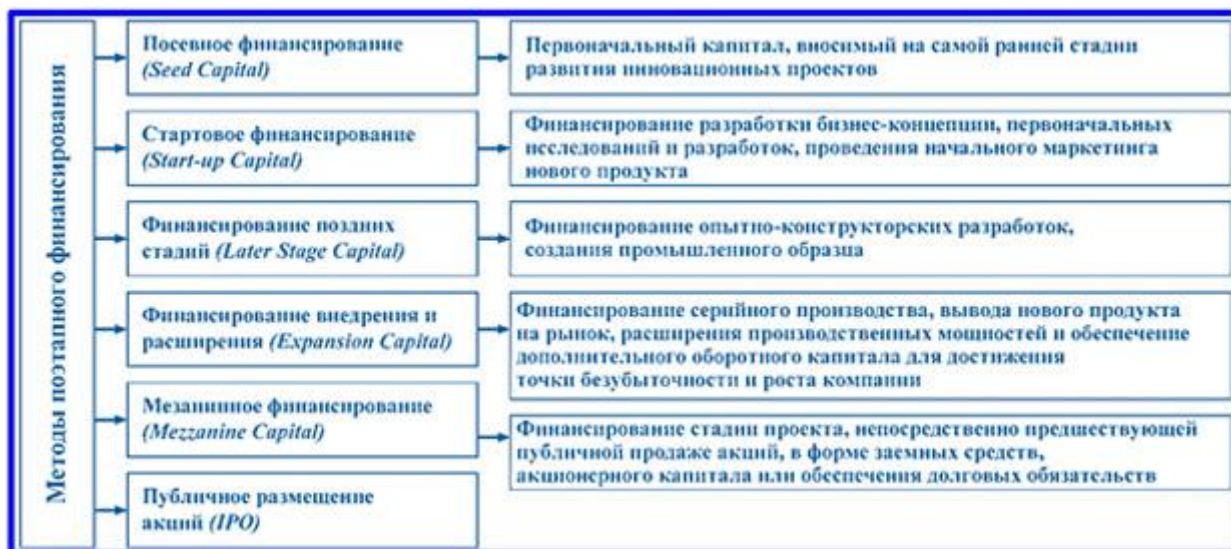 Методы поэтапного финансирования
Посевное финансирование
(Seed Capital)
Первоначальный капитал, вносимый на самой ранней стадии
развития инновационных проектов
Стартовое финансирование
(Start-up Capital)
Финансирование разработки бизнес-концепции, первоначальных
исследований и разработок, проведения начального маркетинга
нового продукта
Финансирование поздних
стадий (Later Stage Capital)
Финансирование опытно-конструкторских разработок,
создания промышленного образца
Финансирование внедрения и
расширения (Expansion Capital)
Финансирование серийного производства, вывода нового продукта
на рынок, расширения производственных мощностей и обеспечение
дополнительного оборотного капитала для достижения
точки безубыточности и роста компании
Мезанинное финансирование
(Mezzanine Capital)
Финансирование стадии проекта, непосредственно предшествующей
публичной продаже акций, в форме заемных средств,
акционерного капитала или обеспечения долговых обязательств
Публичное размещение
акций (IPO)